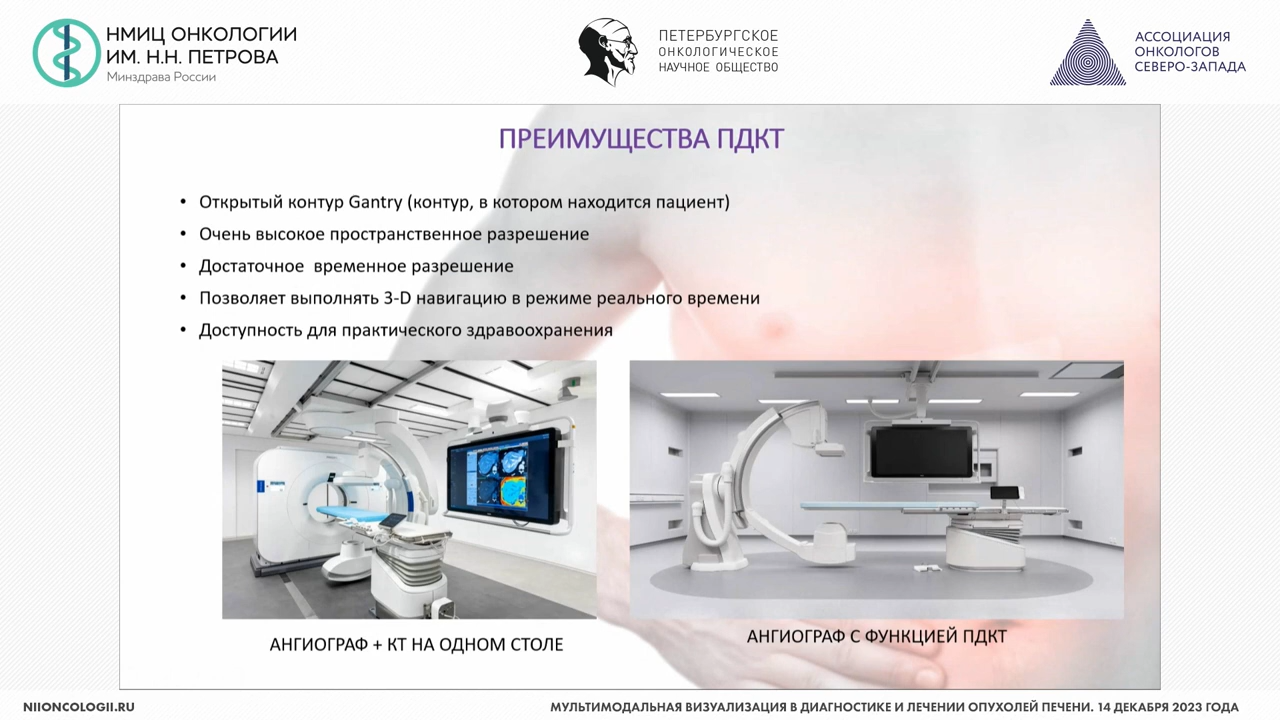 НМИЦ ОНКОЛОГИИ
ИМ. Н.Н. ПЕТРОВА
Минздрава России
ПЕТЕРБУРГСКОЕ
ОНКОЛОГИЧЕСКОЕ
НАУЧНОЕ ОБЩЕСТВО
АССОЦИАЦИЯ
ОНКОЛОГОВ
СЕВЕРО-ЗАПАДА
ПРЕИМУЩЕСТВА ПДКТ
• Открытый контур Gantry (контур, в котором находится пациент)
• Очень высокое пространственное разрешение
• Достаточное временное разрешение
• Позволяет выполнять 3-D навигацию в режиме реального времени
• Доступность для практического здравоохранения
АНГИОГРАФ + КТ НА ОДНОМ СТОЛЕ
АНГИОГРАФ С ФУНКЦИЕЙ ПДКТ
NIIONCOLOGII.RU
МУЛЬТИМОДАЛЬНАЯ ВИЗУАЛИЗАЦИЯ В ДИАГНОСТИКЕ И ЛЕЧЕНИИ ОПУХОЛЕЙ ПЕЧЕНИ. 14 ДЕКАБРЯ 2023 ГОДА